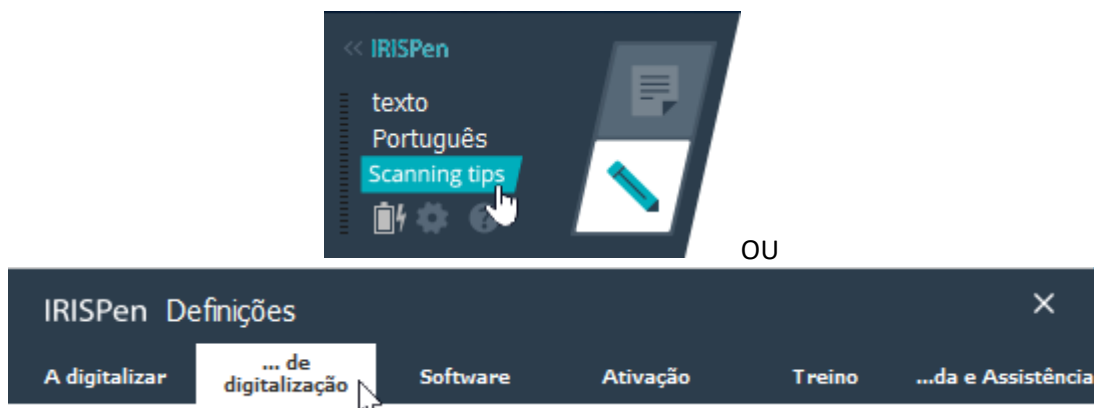 << IRISPen
texto
Português
Scanning tips
OU
IRISPen Definições
A digitalizar
... de
digitalização
Software
Ativação
Treino
...da e Assistência